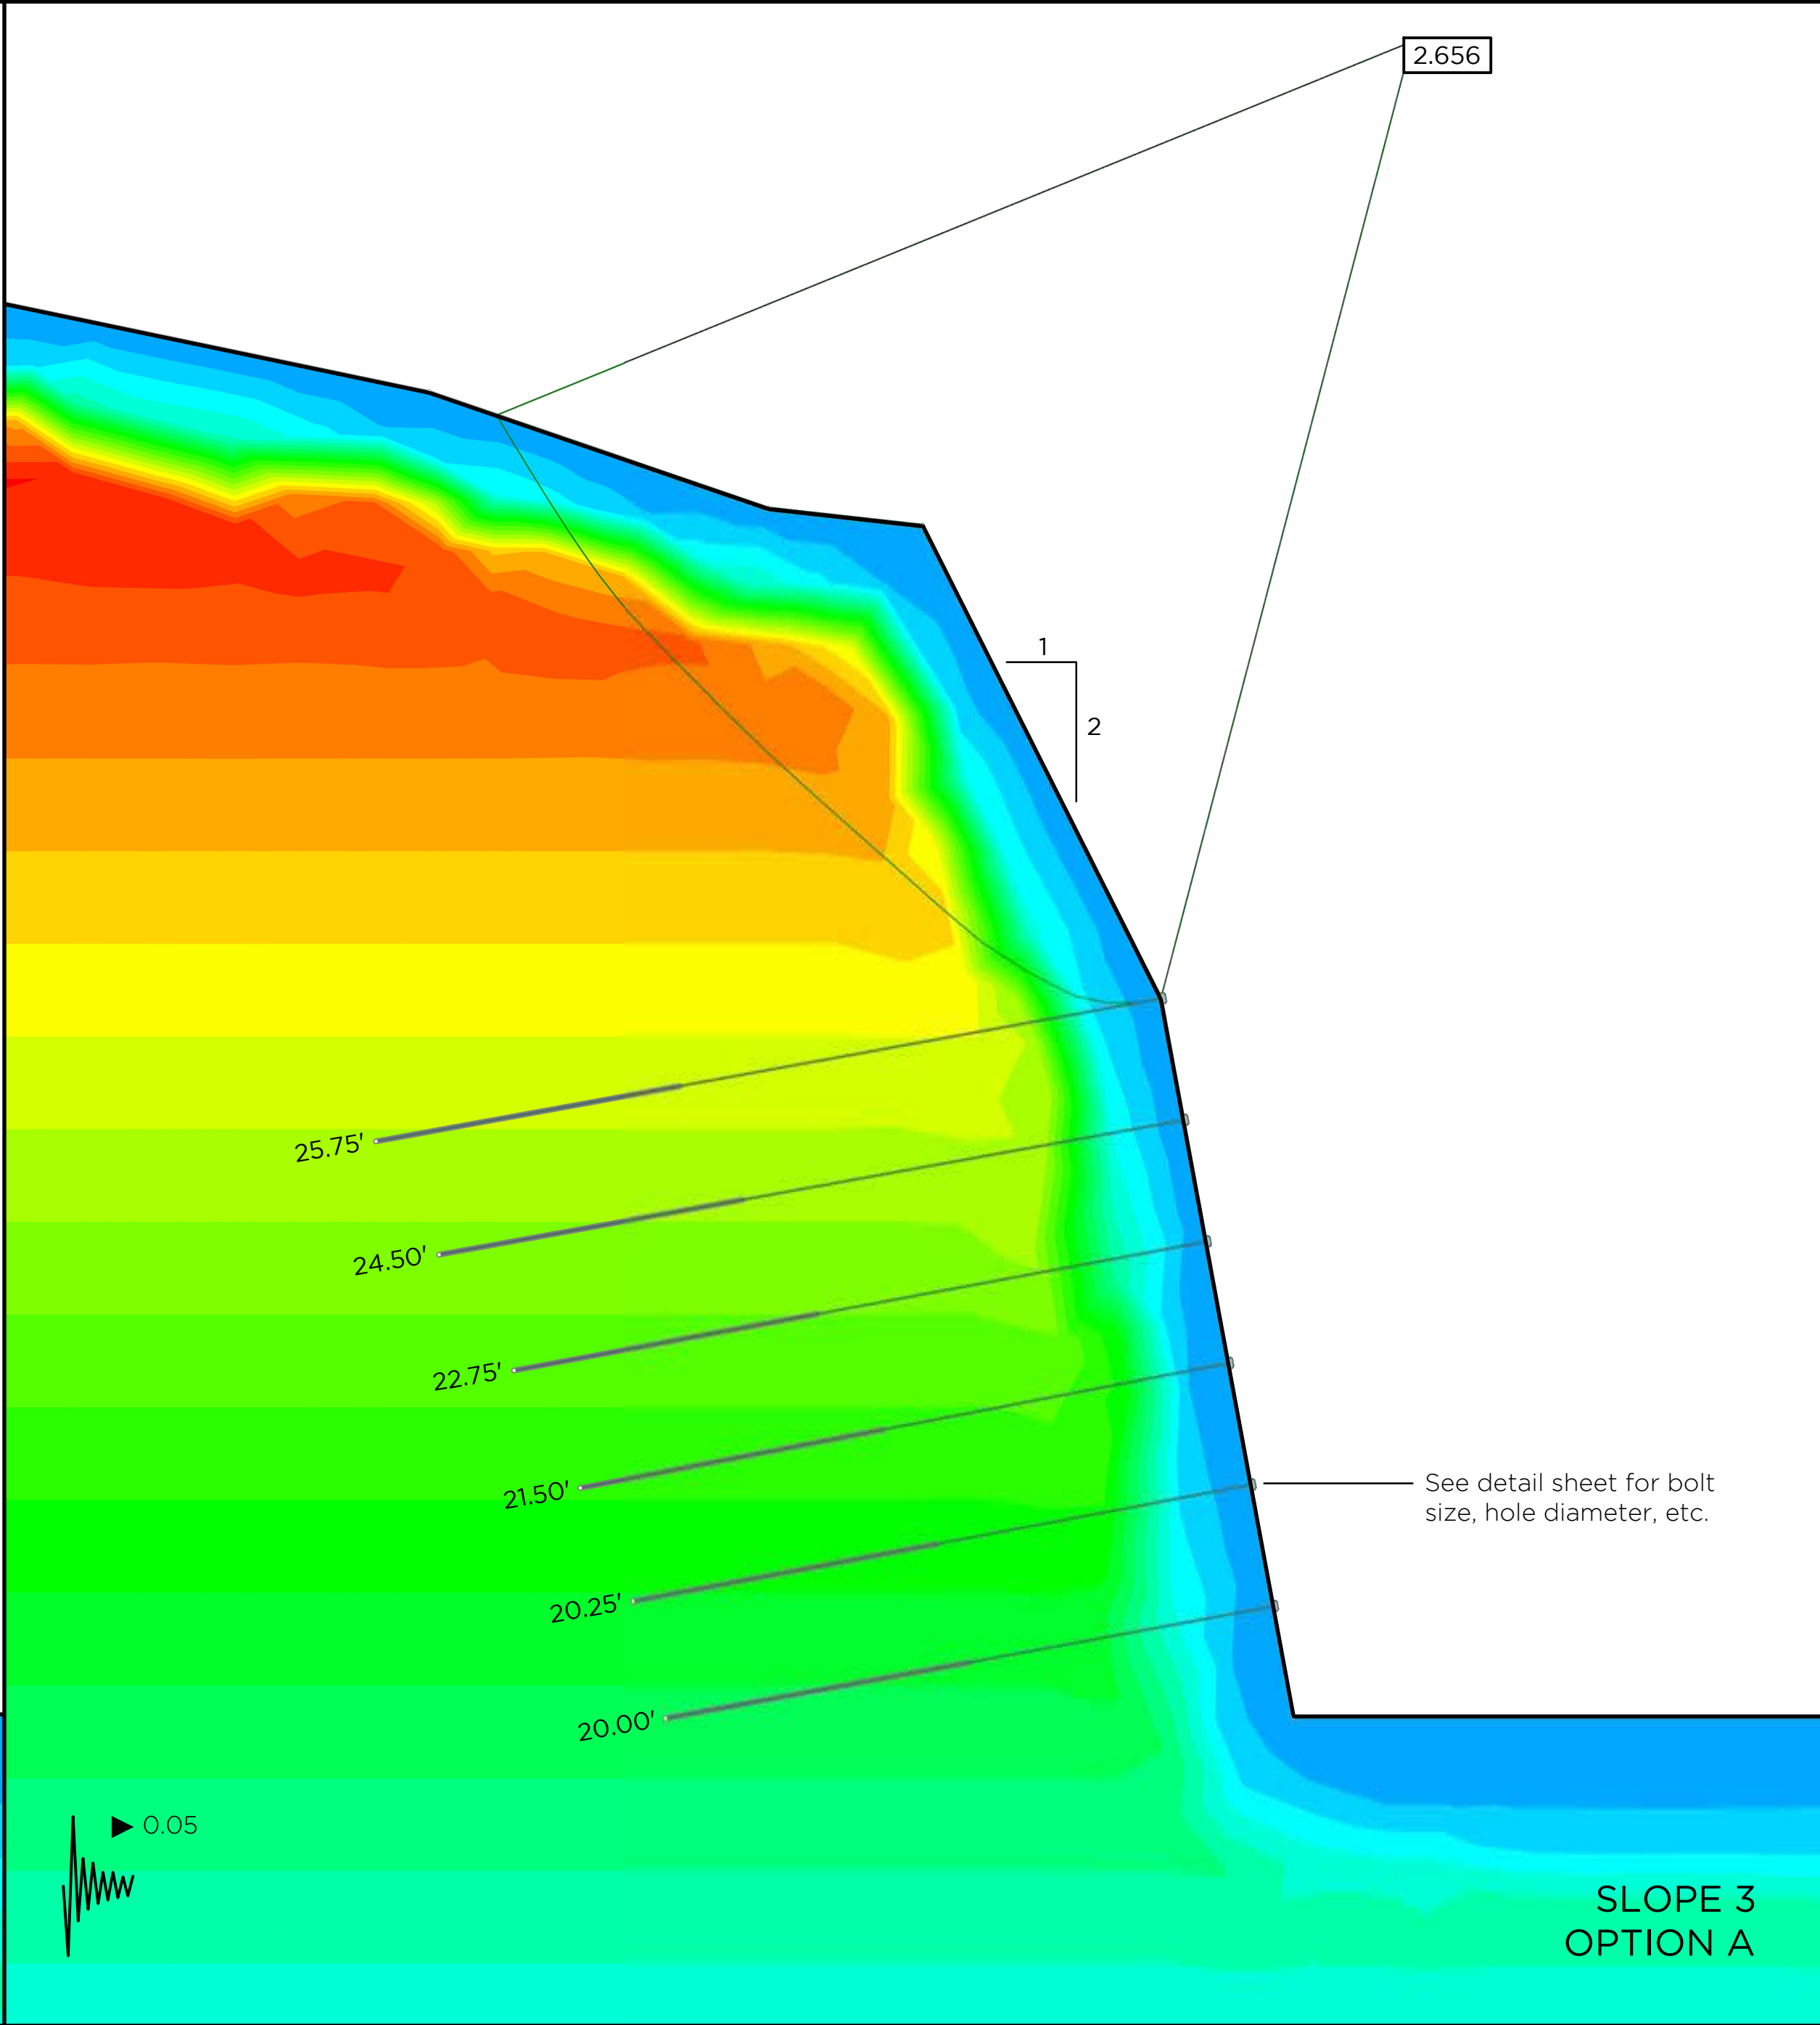 2.656
1
2
25.75'
24.50'
22.75'
21.50'
See detail sheet for bolt
size, hole diameter, etc.
20.25'
20.00'
0.05
SLOPE 3
OPTION A